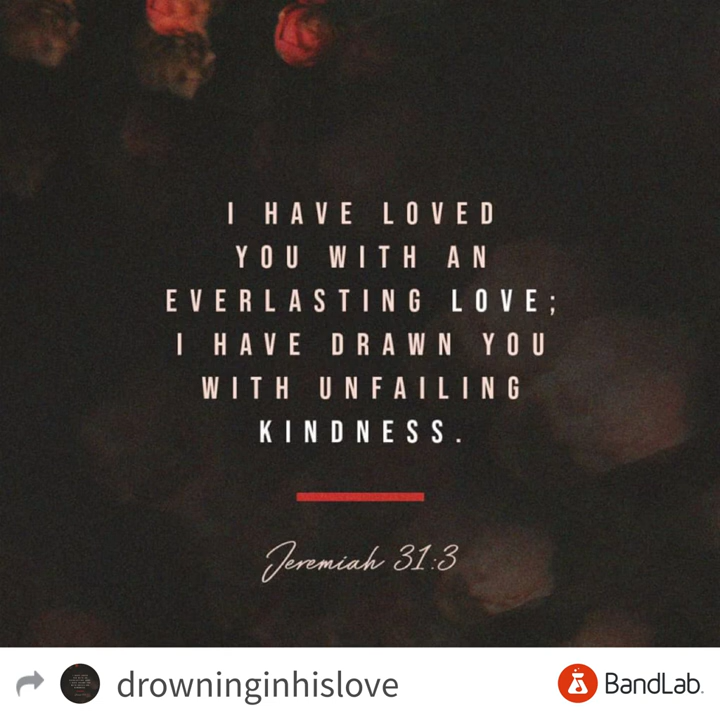 I HAVE LOVED
YOU WITH AN
EVERLASTING LOVE;
I HAVE DRAWN YOU
WITH UNFAILING
KINDNESS.
Jeremiah 31:3
drowninginhislove
BandLab.